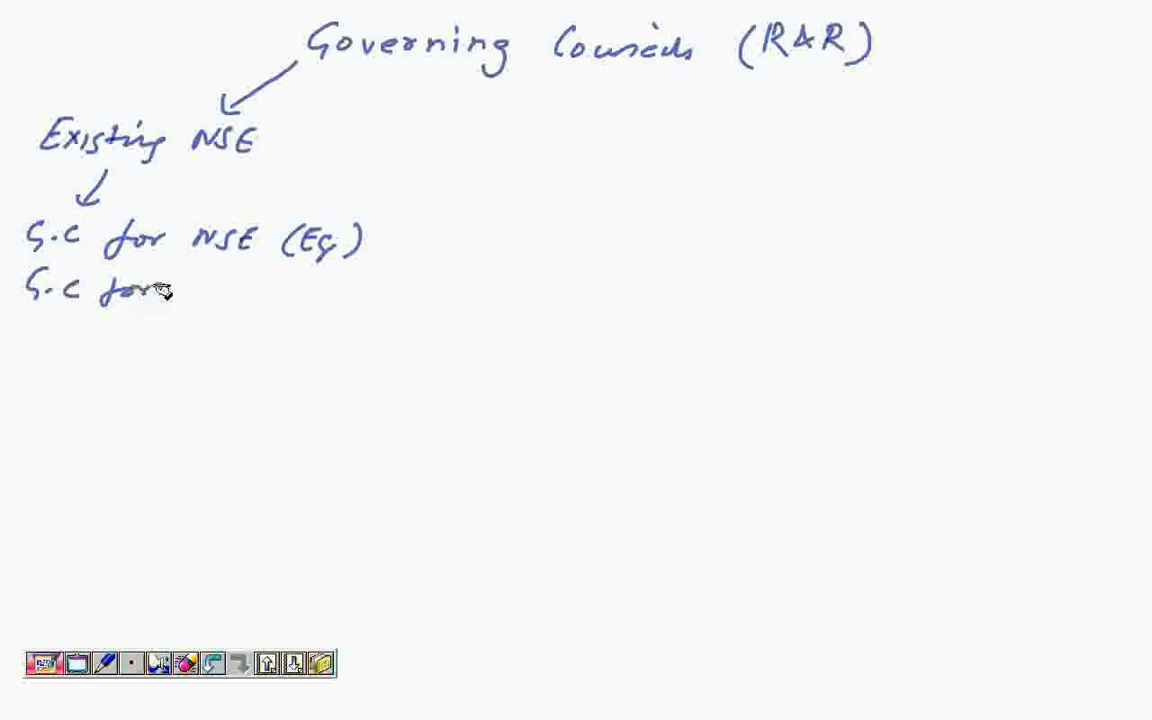 Governing Councils (R&R)
Existing NSE
G.C for NSE (Eq)
G.C for